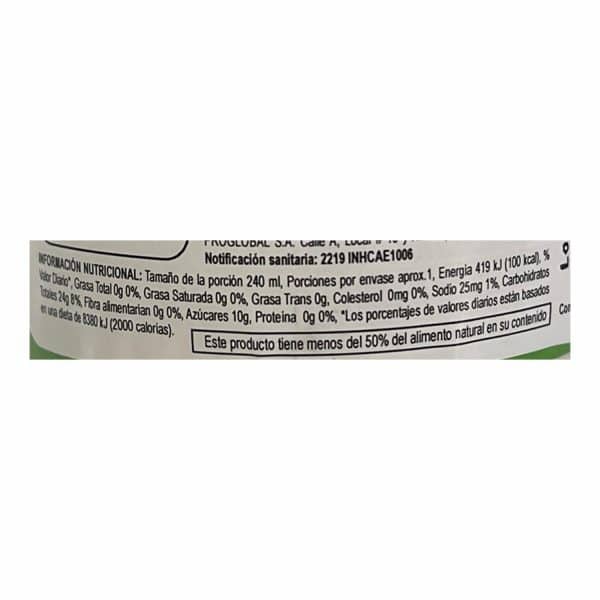 PROGLOBAL S.A. Calle A, Local
Notificación sanitaria: 2219 INHCAE1006
INFORMACIÓN NUTRICIONAL: Tamaño de la porción 240 ml, Porciones por envase aprox.1, Energía 419 kJ (100 kcal), %
Valor Diario*, Grasa Total 0g 0%, Grasa Saturada 0g 0%, Grasa Trans 0g, Colesterol 0mg 0%, Sodio 25mg 1%, Carbohidratos
Totales 24g 8%, Fibra alimentarian 0g 0%, Azúcares 10g, Proteína 0g 0%, *Los porcentajes de valores diarios están basados
en una dieta de 8380 kJ (2000 calorías).
Este producto tiene menos del 50% del alimento natural en su contenido